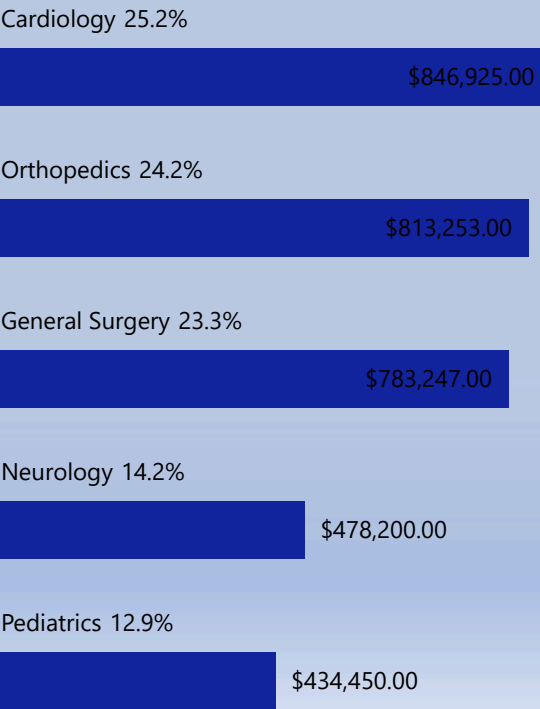 Cardiology 25.2%
$846,925.00
Orthopedics 24.2%
$813,253.00
General Surgery 23.3%
$783,247.00
Neurology 14.2%
$478,200.00
Pediatrics 12.9%
$434,450.00